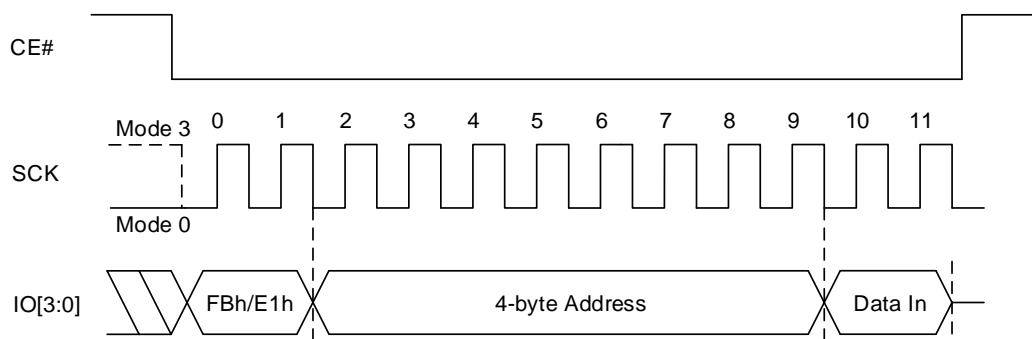 CE#
Mode 3 0 1 2 3 4 5 6 7 8 9 10 11
SCK
Mode 0
IO[3:0] FBh/E1h 4-byte Address Data In